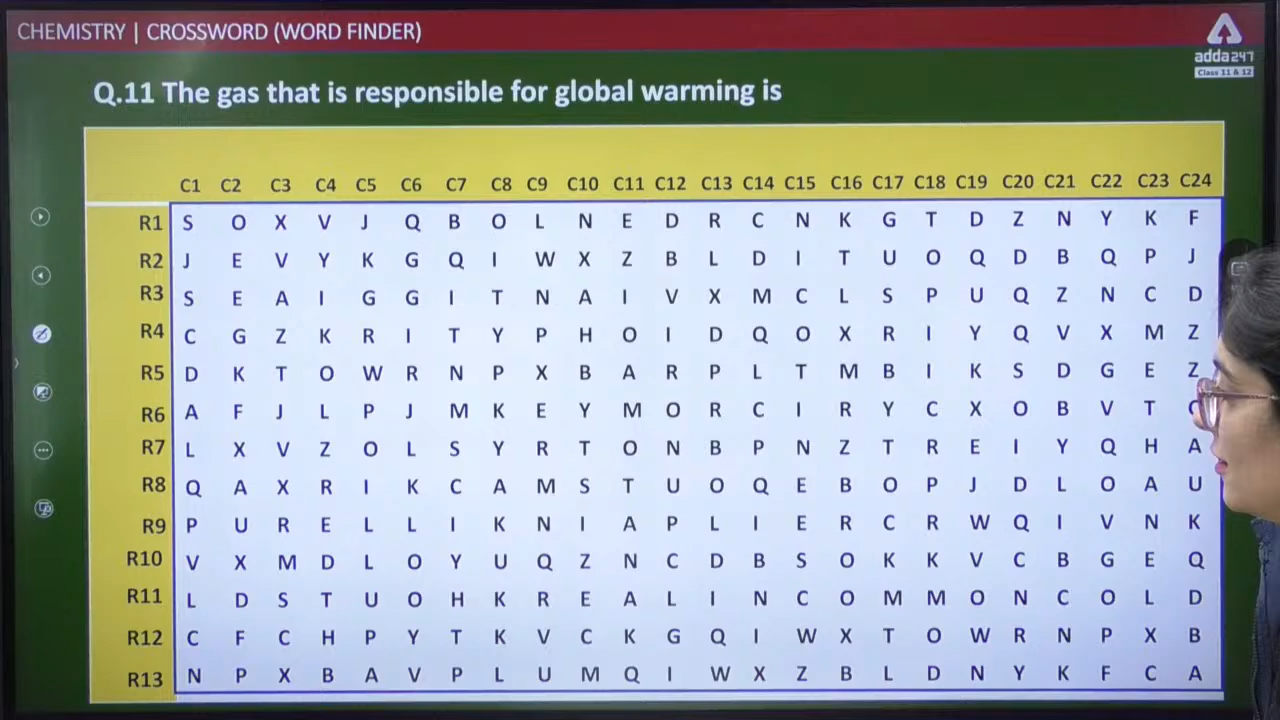 CHEMISTRY | CROSSWORD (WORD FINDER)
adda247
Class 11 & 12
Q.11 The gas that is responsible for global warming is
C1 C2 C3 C4 C5 C6 C7 C8 C9 C10 C11 C12 C13 C14 C15 C16 C17 C18 C19 C20 C21 C22 C23 C24
R1 S O X V J Q B O L N E D R C N K G T D Z N Y K F
R2 J E V Y K G Q I W X Z B L D I T U O Q D B Q P J
R3 S E A I G G I T N A I V X M C L S P U Q Z N C D
R4 C G Z K R I T Y P H O I D Q O X R I Y Q V X M Z
R5 D K T O W R N P X B A R P L T M B I K S D G E Z
R6 A F J L P J M K E Y M O R C I R Y C X O B V T
R7 L X V Z O L S Y R T O N B P N Z T R E I Y Q H A
R8 Q A X R I K C A M S T U O Q E B O P J D L O A U
R9 P U R E L L I K N I A P L I E R C R W Q I V N K
R10 V X M D L O Y U Q Z N C D B S O K K V C B G E Q
R11 L D S T U O H K R E A L I N C O M M O N C O L D
R12 C F C H P Y T K V C K G Q I W X T O W R N P X B
R13 N P X B A V P L U M Q I W X Z B L D N Y K F C A